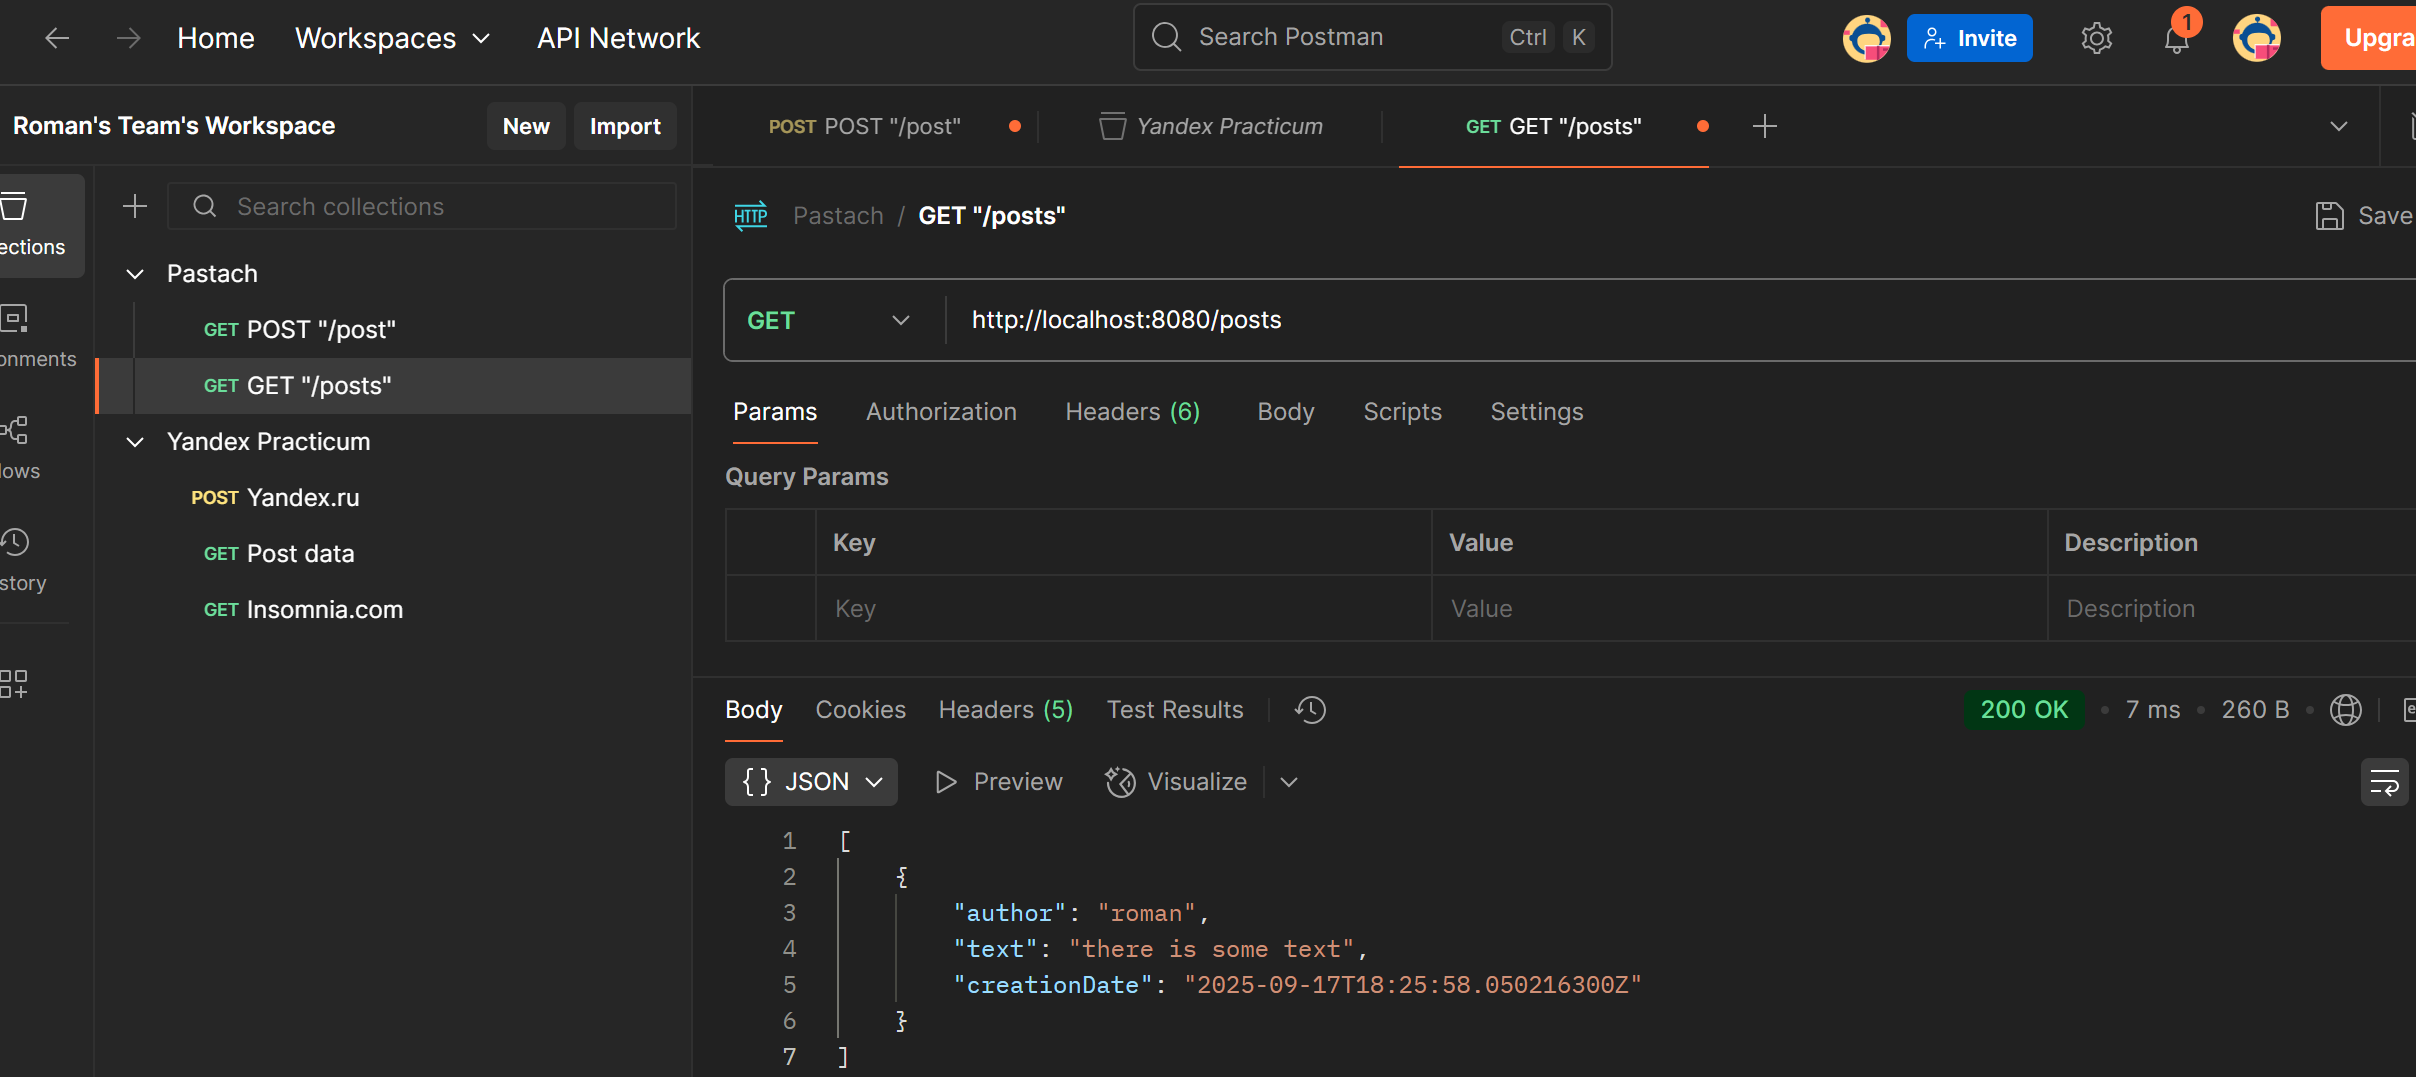 Home Workspaces API Network Search Postman Ctrl K Invite 1 Upgra
Roman's Team's Workspace New Import
POST POST "/post" Yandex Practicum GET GET "/posts"
Search collections
ections
onments
lows
story
Pastach
GET POST "/post"
GET GET "/posts"
Yandex Practicum
POST Yandex.ru
GET Post data
GET Insomnia.com
HTTP Pastach / GET "/posts" Save
GET http://localhost:8080/posts
Params Authorization Headers (6) Body Scripts Settings
Query Params
Key Value Description
Key Value Description
Body Cookies Headers (5) Test Results 200 OK • 7 ms • 260 B •
{} JSON Preview Visualize
1 [
2 {
3 "author": "roman",
4 "text": "there is some text",
5 "creationDate": "2025-09-17T18:25:58.050216300Z"
6 }
7 ]